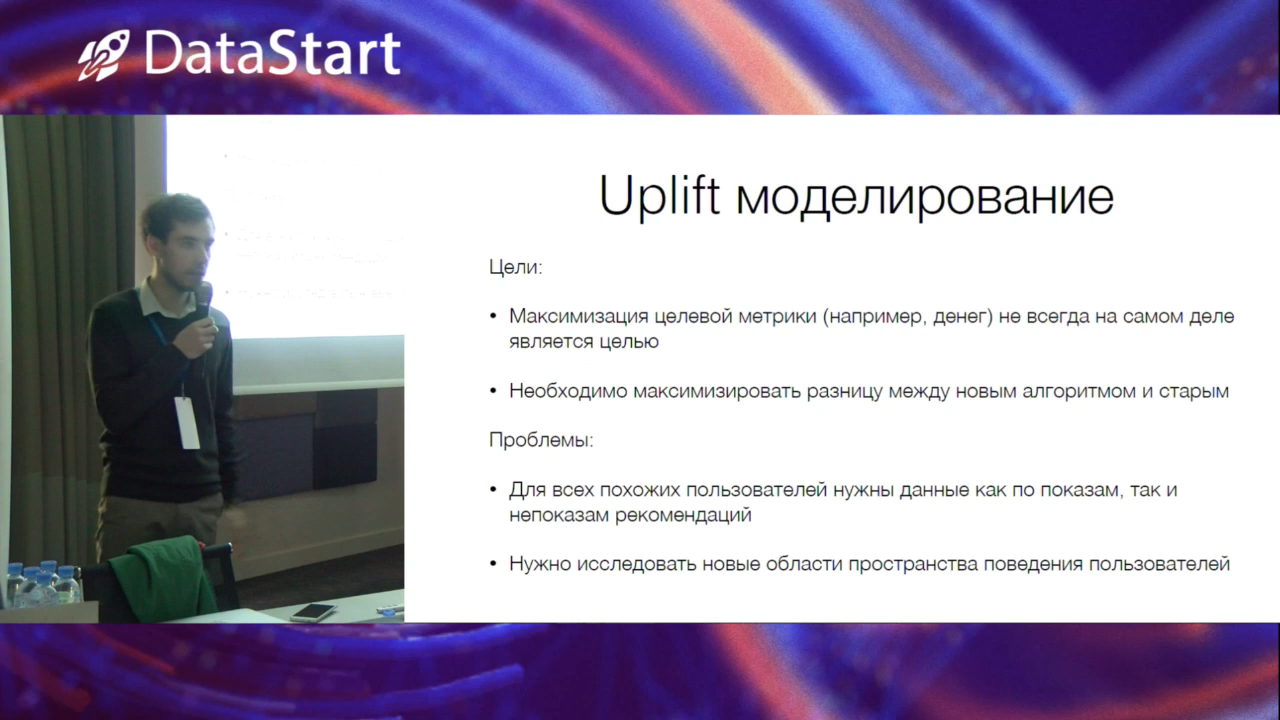 DataStart
Uplift моделирование
Цели:
• Максимизация целевой метрики (например, денег) не всегда на самом деле
является целью
• Необходимо максимизировать разницу между новым алгоритмом и старым
Проблемы:
• Для всех похожих пользователей нужны данные как по показам, так и
непоказам рекомендаций
• Нужно исследовать новые области пространства поведения пользователей